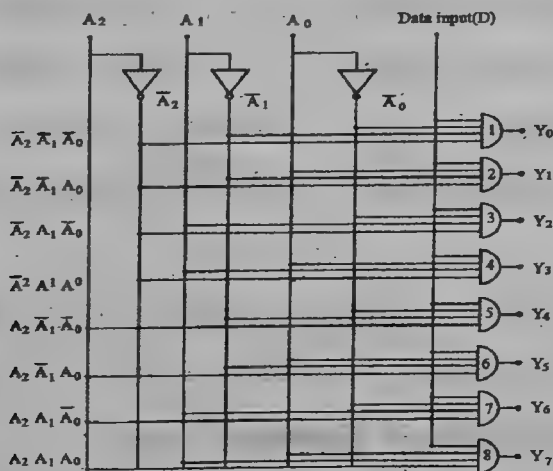 A₂ A₁ A₀ Data input(D)
A̅₂ A̅₁ A̅₀
A̅₂ A̅₁ A̅₀ 1 Y₀
A̅₂ A̅₁ A₀ 2 Y₁
A̅₂ A₁ A̅₀ 3 Y₂
A̅² A¹ A⁰ 4 Y₃
A₂ A̅₁ A̅₀ 5 Y₄
A₂ A̅₁ A₀ 6 Y₅
A₂ A₁ A̅₀ 7 Y₆
A₂ A₁ A₀ 8 Y₇